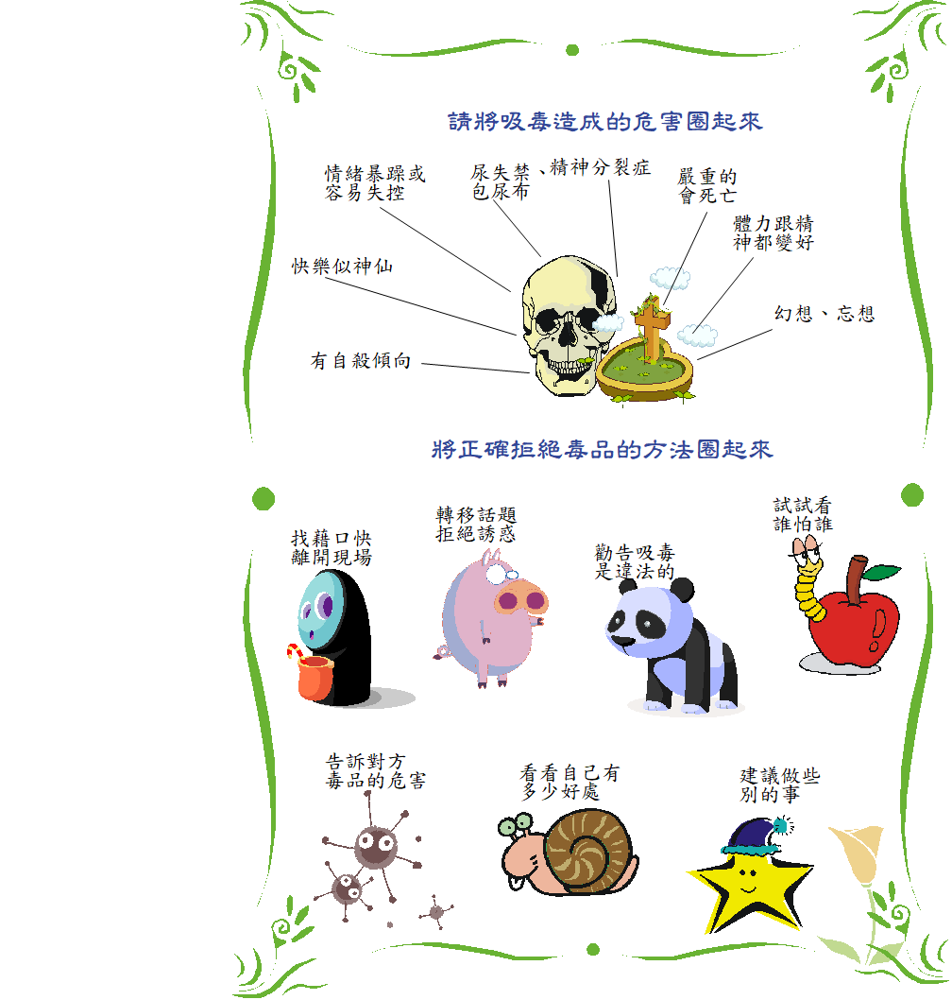 請將吸毒造成的危害圈起來
情緒暴躁或
容易失控
尿失禁、
包尿布
精神分裂症
嚴重的
會死亡
體力跟精
神都變好
快樂似神仙
幻想、忘想
有自殺傾向
將正確拒絕毒品的方法圈起來
找藉口快
離開現場
轉移話題
拒絕誘惑
勸告吸毒
是違法的
試試看
誰怕誰
告訴對方
毒品的危害
看看自己有
多少好處
建議做些
別的事